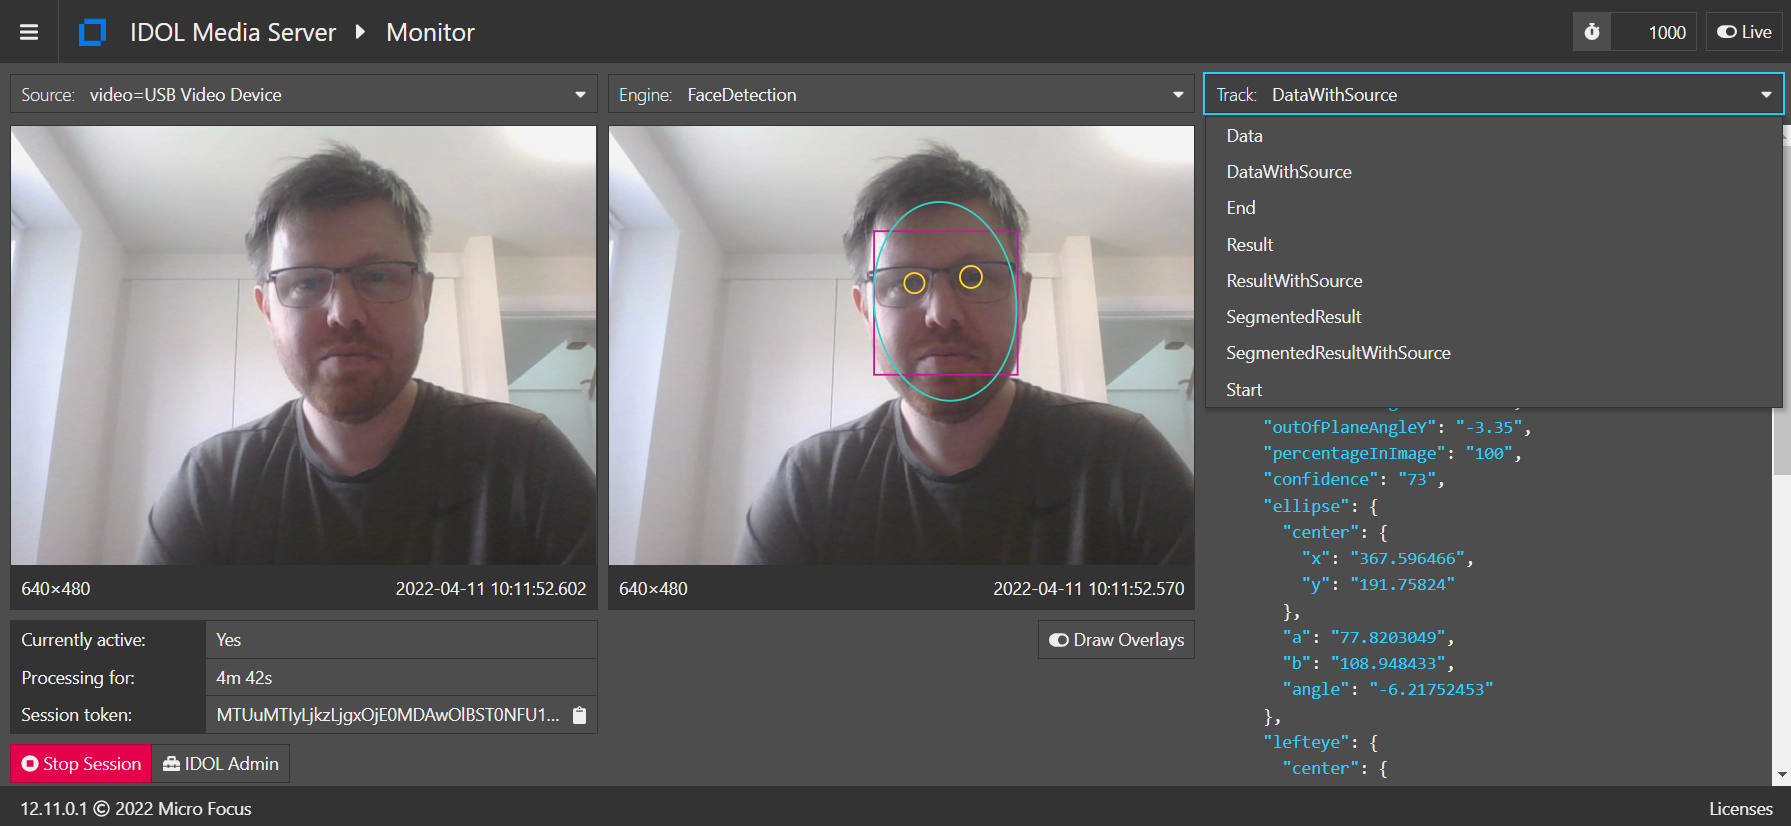 IDOL Media Server Monitor 1000 Live
Source: video=USB Video Device
Engine: FaceDetection
Track: DataWithSource
Data
DataWithSource
End
Result
ResultWithSource
SegmentedResult
SegmentedResultWithSource
Start
"outOfPlaneAngleY": "-3.35",
"percentageInImage": "100",
"confidence": "73",
"ellipse": {
"center": {
"x": "367.596466",
"y": "191.75824"
},
"a": "77.8203049",
"b": "108.948433",
"angle": "-6.21752453"
},
"lefteye": {
"center": {
640×480 2022-04-11 10:11:52.602
640×480 2022-04-11 10:11:52.570
Currently active: Yes
Processing for: 4m 42s
Session token:
Draw Overlays
Stop Session IDOL Admin
12.11.0.1 © 2022 Micro Focus Licenses